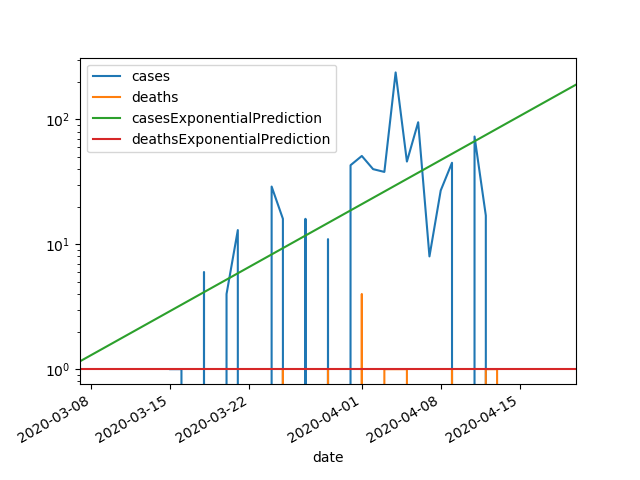 cases
deaths
casesExponentialPrediction
deathsExponentialPrediction
10²
10¹
10⁰
2020-03-08
2020-03-15
2020-03-22
2020-04-01
2020-04-08
2020-04-15
date